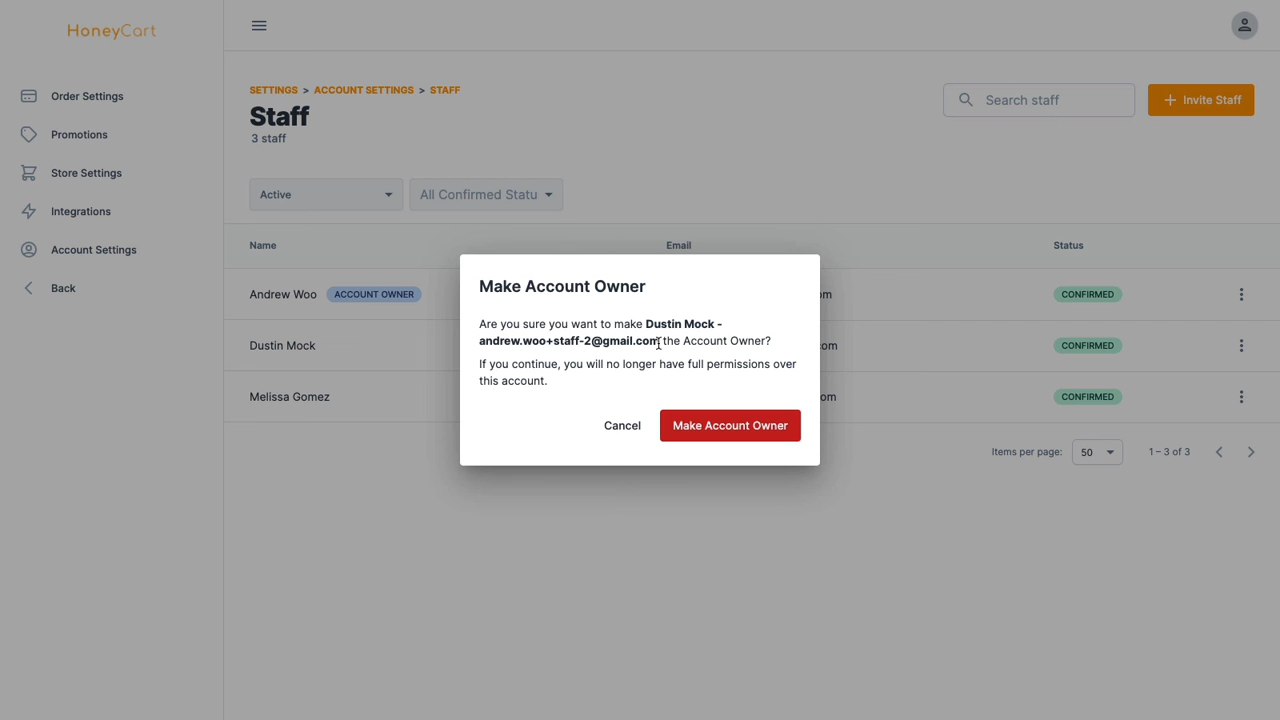 HoneyCart
Order Settings
Promotions
Store Settings
Integrations
Account Settings
Back
SETTINGS > ACCOUNT SETTINGS > STAFF
Staff
3 staff
Search staff
Invite Staff
Active
All Confirmed Statu
Name Email Status
Andrew Woo ACCOUNT OWNER om CONFIRMED
Dustin Mock com CONFIRMED
Melissa Gomez om CONFIRMED
Items per page: 50 1 – 3 of 3
Make Account Owner
Are you sure you want to make Dustin Mock -
andrew.woo+staff-2@gmail.com the Account Owner?
If you continue, you will no longer have full permissions over
this account.
Cancel
Make Account Owner